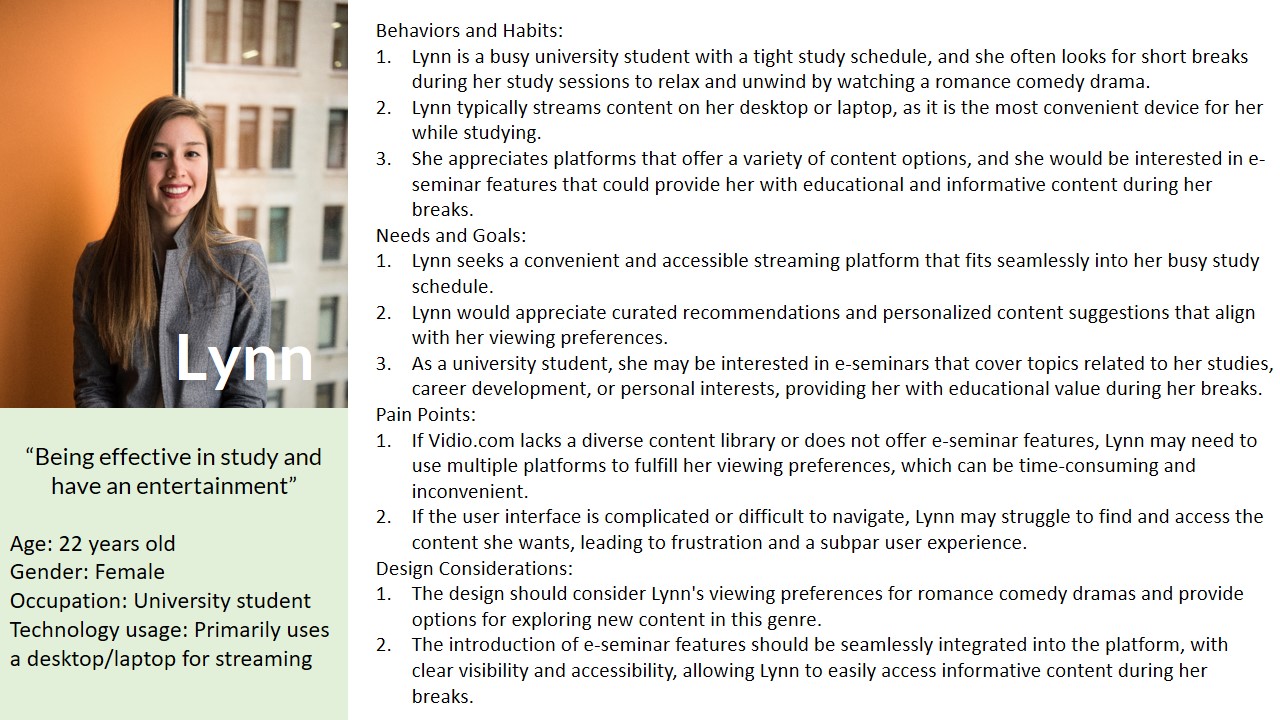 Lynn
“Being effective in study and
have an entertainment”
Age: 22 years old
Gender: Female
Occupation: University student
Technology usage: Primarily uses
a desktop/laptop for streaming
Behaviors and Habits:
1. Lynn is a busy university student with a tight study schedule, and she often looks for short breaks
during her study sessions to relax and unwind by watching a romance comedy drama.
2. Lynn typically streams content on her desktop or laptop, as it is the most convenient device for her
while studying.
3. She appreciates platforms that offer a variety of content options, and she would be interested in e-
seminar features that could provide her with educational and informative content during her
breaks.
Needs and Goals:
1. Lynn seeks a convenient and accessible streaming platform that fits seamlessly into her busy study
schedule.
2. Lynn would appreciate curated recommendations and personalized content suggestions that align
with her viewing preferences.
3. As a university student, she may be interested in e-seminars that cover topics related to her studies,
career development, or personal interests, providing her with educational value during her breaks.
Pain Points:
1. If Vidio.com lacks a diverse content library or does not offer e-seminar features, Lynn may need to
use multiple platforms to fulfill her viewing preferences, which can be time-consuming and
inconvenient.
2. If the user interface is complicated or difficult to navigate, Lynn may struggle to find and access the
content she wants, leading to frustration and a subpar user experience.
Design Considerations:
1. The design should consider Lynn's viewing preferences for romance comedy dramas and provide
options for exploring new content in this genre.
2. The introduction of e-seminar features should be seamlessly integrated into the platform, with
clear visibility and accessibility, allowing Lynn to easily access informative content during her
breaks.